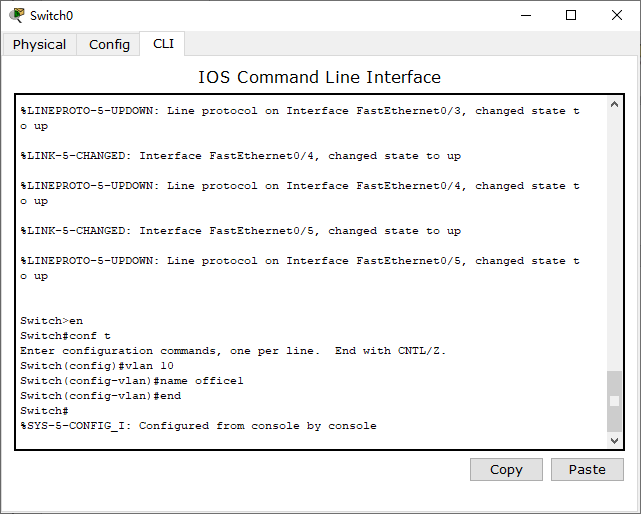 Switch0
Physical Config CLI
IOS Command Line Interface
%LINEPROTO-5-UPDOWN: Line protocol on Interface FastEthernet0/3, changed state t
o up
%LINK-5-CHANGED: Interface FastEthernet0/4, changed state to up
%LINEPROTO-5-UPDOWN: Line protocol on Interface FastEthernet0/4, changed state t
o up
%LINK-5-CHANGED: Interface FastEthernet0/5, changed state to up
%LINEPROTO-5-UPDOWN: Line protocol on Interface FastEthernet0/5, changed state t
o up
Switch>en
Switch#conf t
Enter configuration commands, one per line.  End with CNTL/Z.
Switch(config)#vlan 10
Switch(config-vlan)#name office1
Switch(config-vlan)#end
Switch#
%SYS-5-CONFIG_I: Configured from console by console
Copy Paste